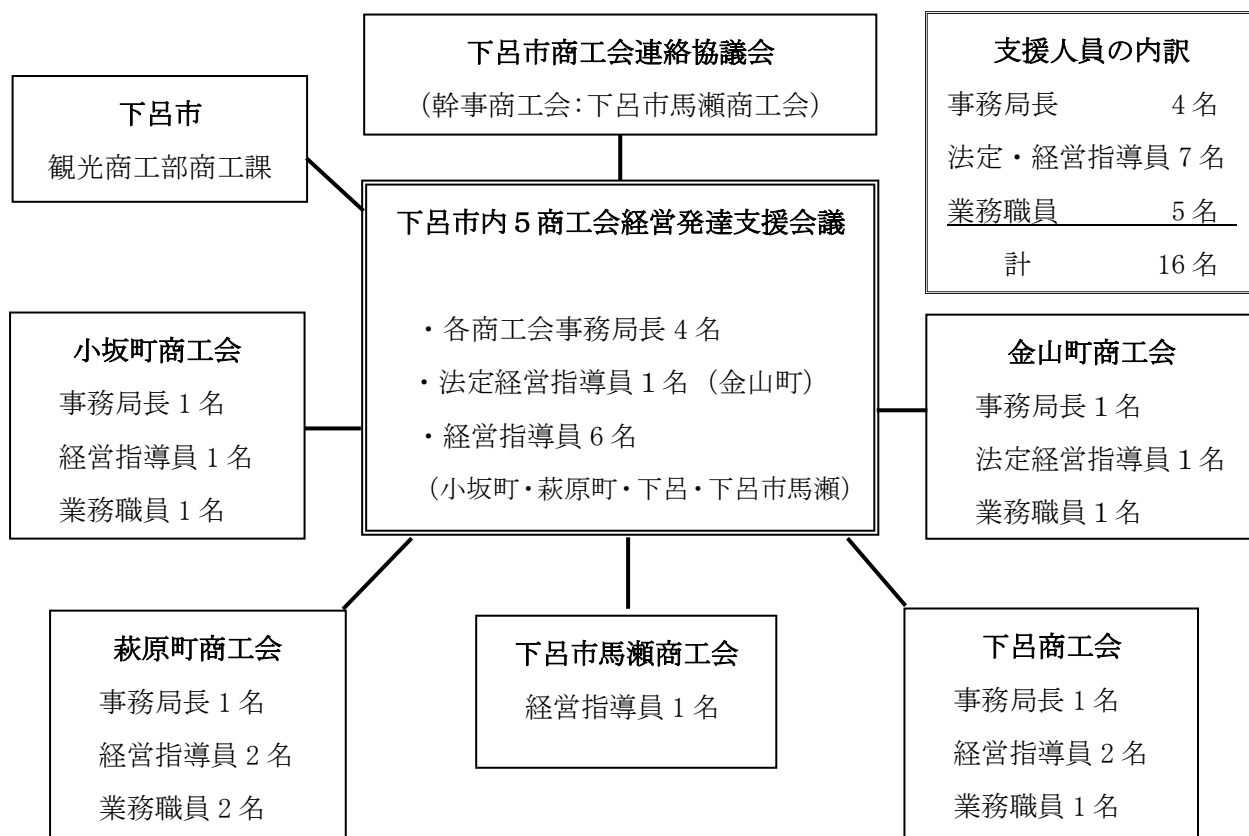 下呂市商工会連絡協議会
(幹事商工会:下呂市馬瀬商工会)
支援人員の内訳
事務局長 4名
法定・経営指導員 7名
業務職員 5名
計 16名
下呂市
観光商工部商工課
下呂市内5商工会経営発達支援会議
・各商工会事務局長4名
・法定経営指導員1名(金山町)
・経営指導員6名
(小坂町・萩原町・下呂・下呂市馬瀬)
小坂町商工会
事務局長1名
経営指導員1名
業務職員1名
金山町商工会
事務局長1名
法定経営指導員1名
業務職員1名
萩原町商工会
事務局長1名
経営指導員2名
業務職員2名
下呂市馬瀬商工会
経営指導員1名
下呂商工会
事務局長1名
経営指導員2名
業務職員1名